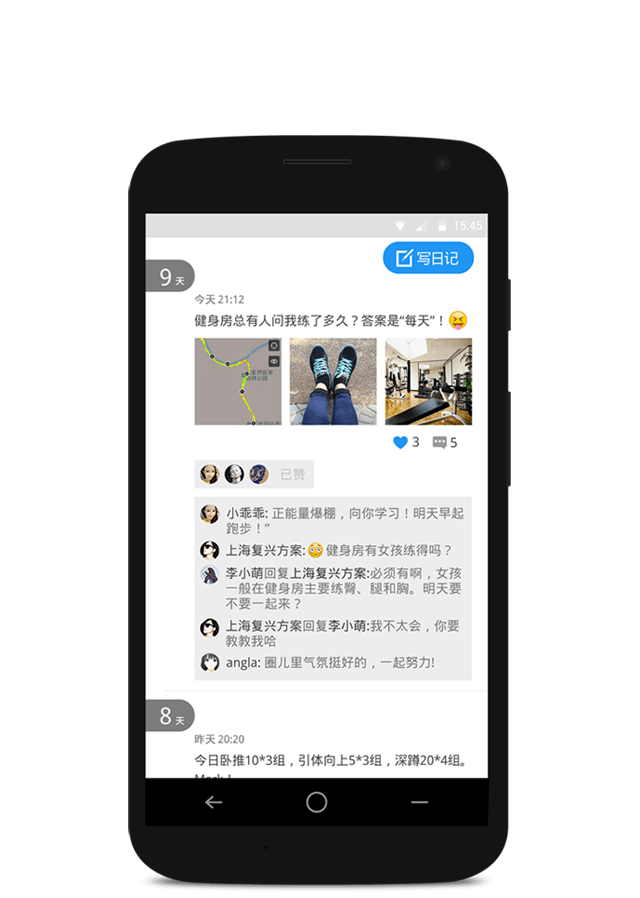 15:45
写日记
9 天
今天 21:12
健身房总有人问我练了多久？答案是“每天”！
3
5
已赞
小乖乖: 正能量爆棚，向你学习！明天早起
跑步！”
上海复兴方案: 健身房有女孩练得吗？
李小萌回复上海复兴方案:必须有啊，女孩
一般在健身房主要练臀、腿和胸。明天要
不要一起来？
上海复兴方案回复李小萌:我不太会，你要
教教我哈
angla: 圈儿里气氛挺好的，一起努力!
8 天
昨天 20:20
今日卧推10*3组，引体向上5*3组，深蹲20*4组。